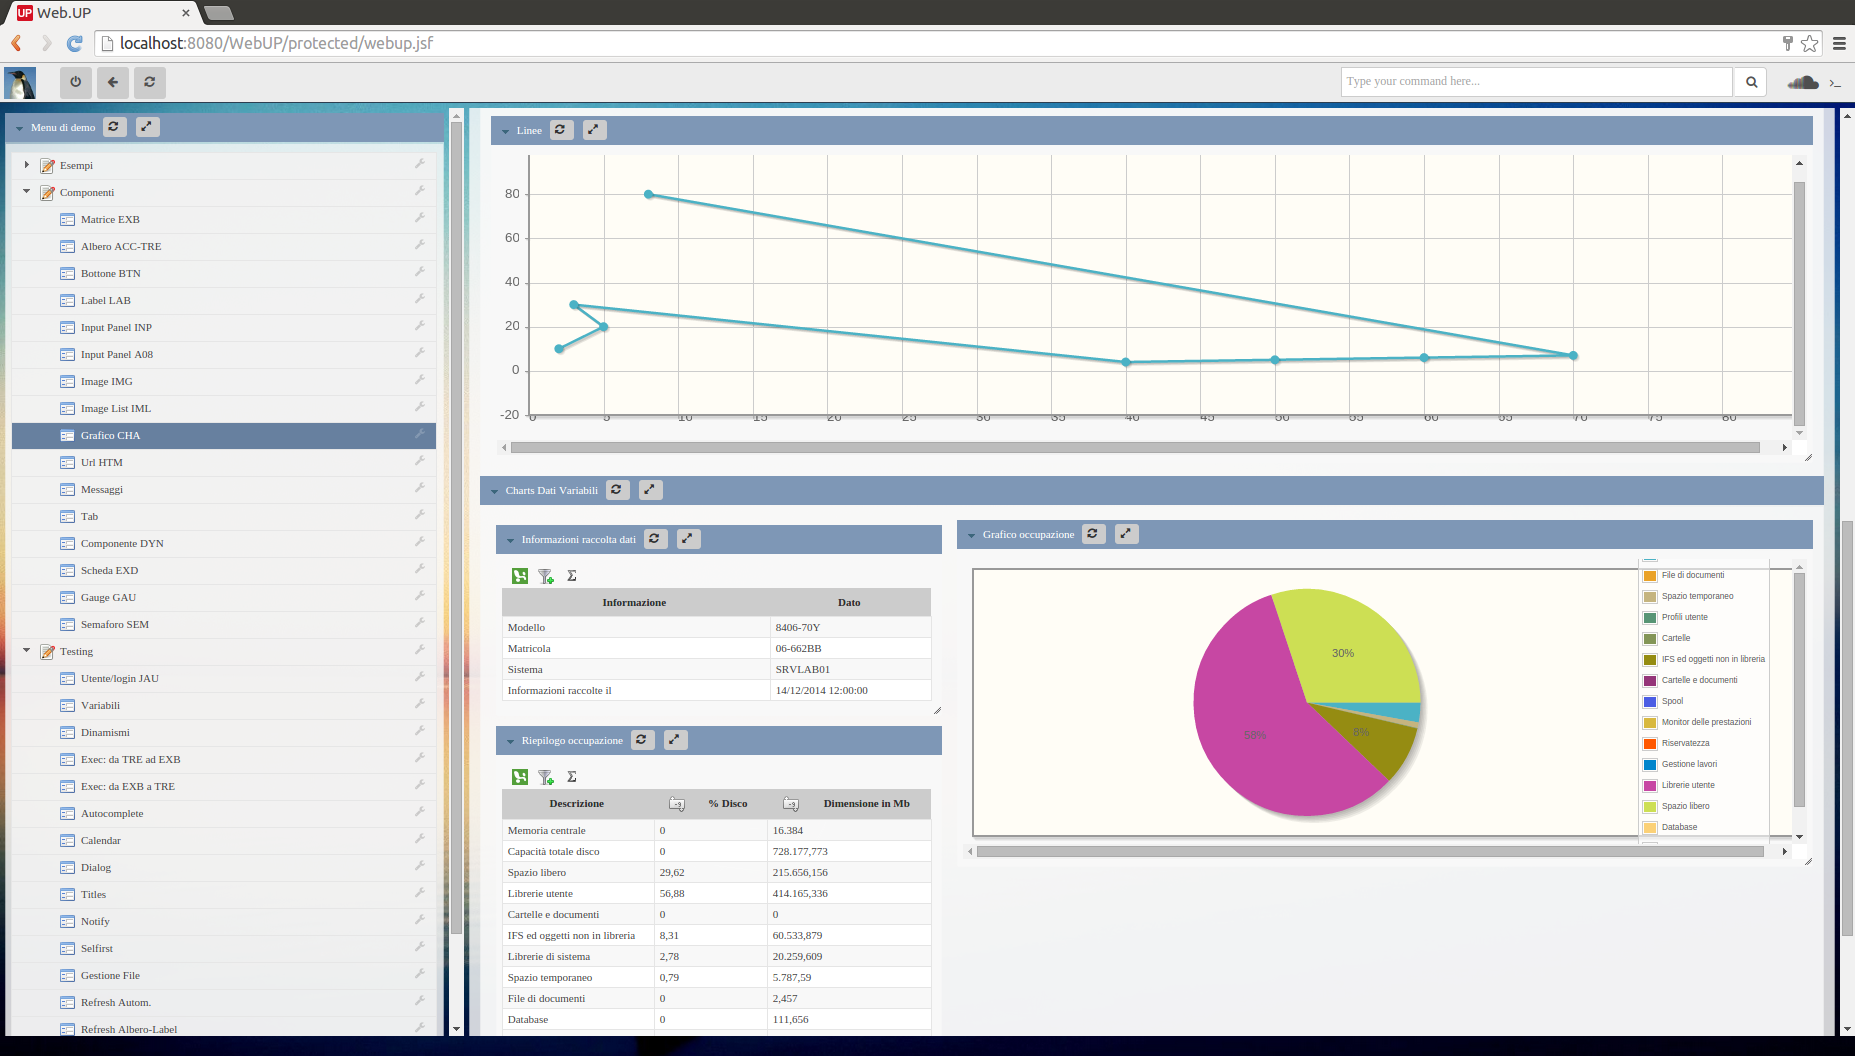 UP Web.UP ×
localhost:8080/WebUP/protected/webup.jsf
Type your command here...
Menu di demo
Esempi
Componenti
Matrice EXB
Albero ACC-TRE
Bottone BTN
Label LAB
Input Panel INP
Input Panel A08
Image IMG
Image List IML
Grafico CHA
Url HTM
Messaggi
Tab
Componente DYN
Scheda EXD
Gauge GAU
Semaforo SEM
Testing
Utente/login JAU
Variabili
Dinamismi
Exec: da TRE ad EXB
Exec: da EXB a TRE
Autocomplete
Calendar
Dialog
Titles
Notify
Selfirst
Gestione File
Refresh Autom.
Refresh Albero-Label
Linee
80
60
40
20
0
-20
0 5 10 15 20 25 30 35 40 45 50 55 60 65 70 75 80
Charts Dati Variabili
Informazioni raccolta dati
Σ
Informazione Dato
Modello 8406-70Y
Matricola 06-662BB
Sistema SRVLAB01
Informazioni raccolte il 14/12/2014 12:00:00
Riepilogo occupazione
Σ
Descrizione % Disco Dimensione in Mb
Memoria centrale 0 16.384
Capacità totale disco 0 728.177,773
Spazio libero 29,62 215.656,156
Librerie utente 56,88 414.165,336
Cartelle e documenti 0 0
IFS ed oggetti non in libreria 8,31 60.533,879
Librerie di sistema 2,78 20.259,609
Spazio temporaneo 0,79 5.787,59
File di documenti 0 2,457
Database 0 111,656
Grafico occupazione
30%
58%
8%
File di documenti
Spazio temporaneo
Profili utente
Cartelle
IFS ed oggetti non in libreria
Cartelle e documenti
Spool
Monitor delle prestazioni
Riservatezza
Gestione lavori
Librerie utente
Spazio libero
Database